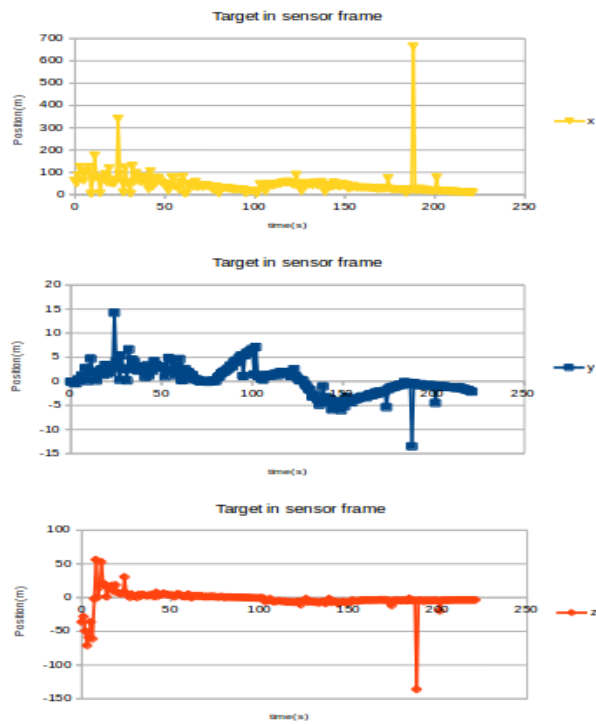 Target in sensor frame
700
600
500
400
300
200
100
0
Position(m)
0 50 100 150 200 250
time(s)
x
Target in sensor frame
20
15
10
5
0
-5
-10
-15
Position(m)
0 50 100 150 200 250
time(s)
y
Target in sensor frame
100
50
0
-50
-100
-150
Position(m)
0 50 100 150 200 250
time(s)
z